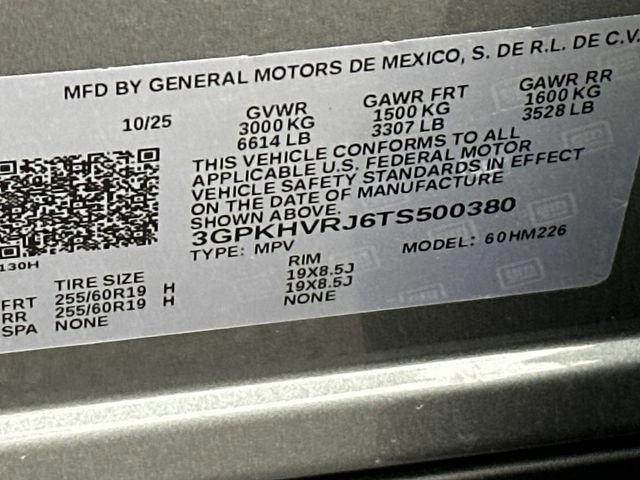 MFD BY GENERAL MOTORS DE MEXICO, S. DE R.L. DE C.V.
10/25 GVWR GAWR FRT GAWR RR
3000 KG 1500 KG 1600 KG
6614 LB 3307 LB 3528 LB
THIS VEHICLE CONFORMS TO ALL
APPLICABLE U.S. FEDERAL MOTOR
VEHICLE SAFETY STANDARDS IN EFFECT
ON THE DATE OF MANUFACTURE
SHOWN ABOVE.
3GPKHVRJ6TS500380
TYPE: MPV MODEL: 60HM226
130H
TIRE SIZE RIM
FRT 255/60R19 H 19X8.5J
RR 255/60R19 H 19X8.5J
SPA NONE NONE